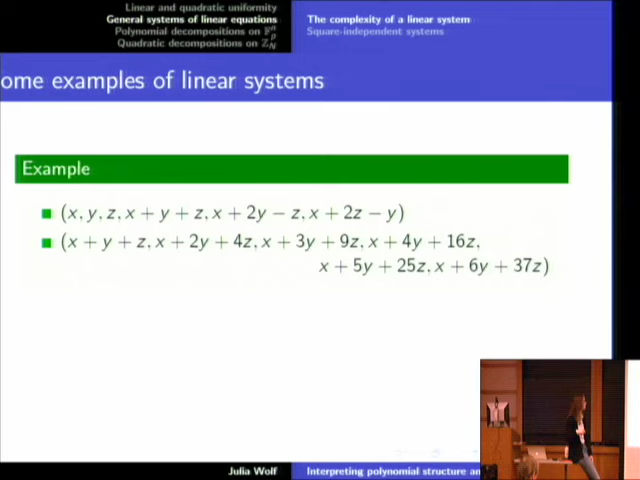 Linear and quadratic uniformity
General systems of linear equations
Polynomial decompositions on 𝔽ₚⁿ
Quadratic decompositions on ℤ_N
The complexity of a linear system
Square-independent systems
ome examples of linear systems
Example
(x, y, z, x + y + z, x + 2y − z, x + 2z − y)
(x + y + z, x + 2y + 4z, x + 3y + 9z, x + 4y + 16z,
x + 5y + 25z, x + 6y + 37z)
Julia Wolf
Interpreting polynomial structure an